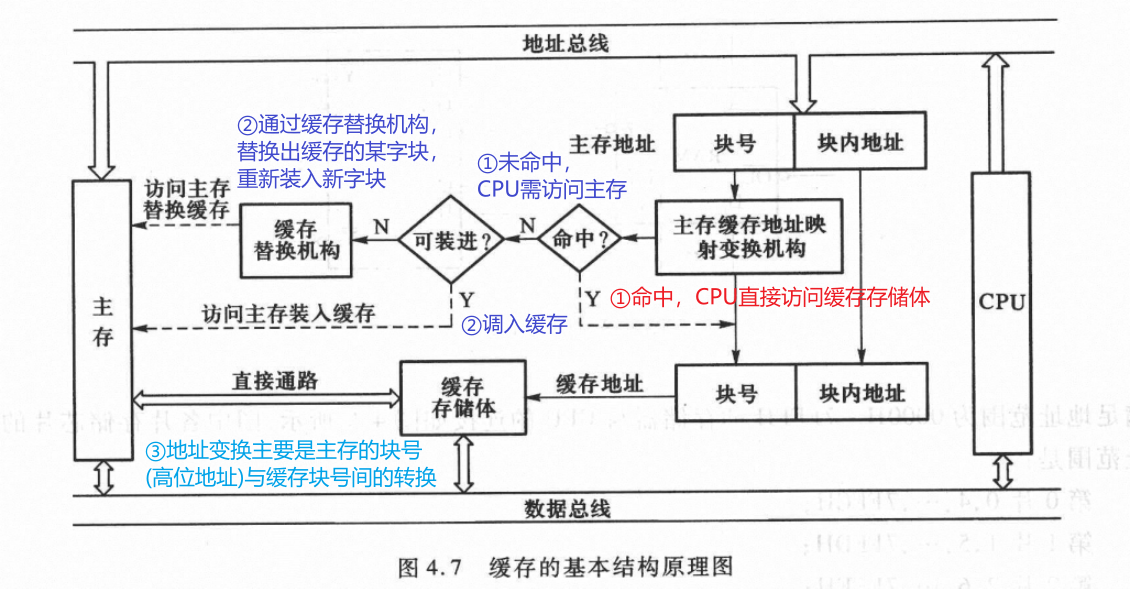 地址总线
②通过缓存替换机构，
替换出缓存的某字块，
重新装入新字块
①未命中，
CPU需访问主存
主存地址
块号
块内地址
访问主存
替换缓存
缓存
替换机构
N
可装进？
N
命中？
主存缓存地址映
射变换机构
主
存
CPU
Y
Y
①命中，CPU直接访问缓存存储体
访问主存装入缓存
②调入缓存
直接通路
缓存
存储体
缓存地址
块号
块内地址
③地址变换主要是主存的块号
(高位地址)与缓存块号间的转换
数据总线
图 4.7 缓存的基本结构原理图